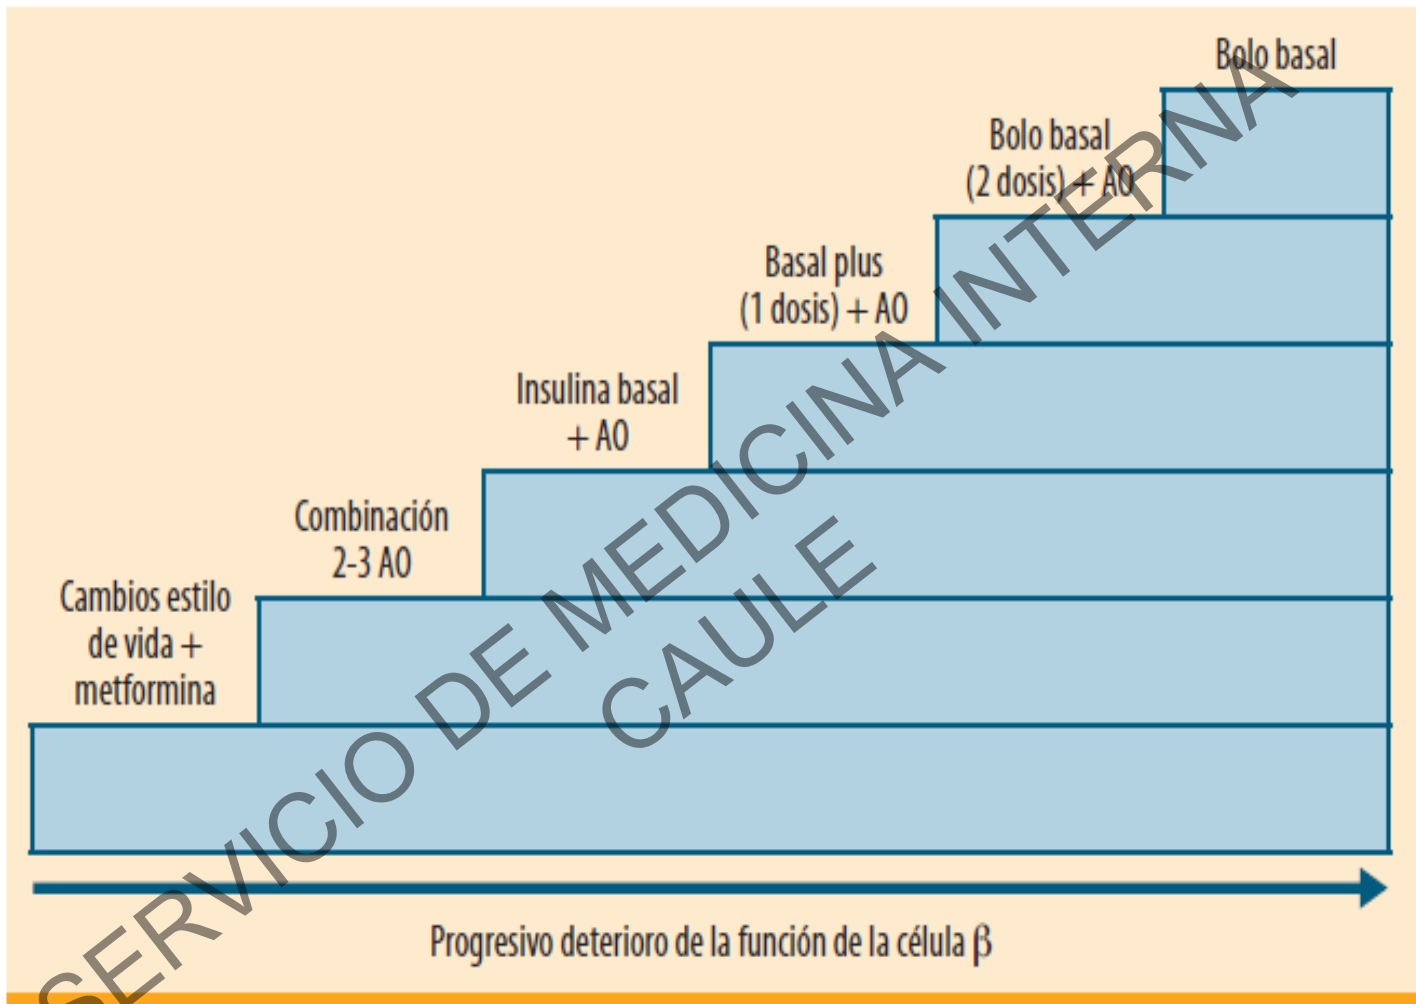 Bolo basal
Bolo basal
(2 dosis) + AO
Basal plus
(1 dosis) + AO
Insulina basal
+ AO
Combinación
2-3 AO
Cambios estilo
de vida +
metformina
Progresivo deterioro de la función de la célula β
SERVICIO DE MEDICINA INTERNA
CAULE